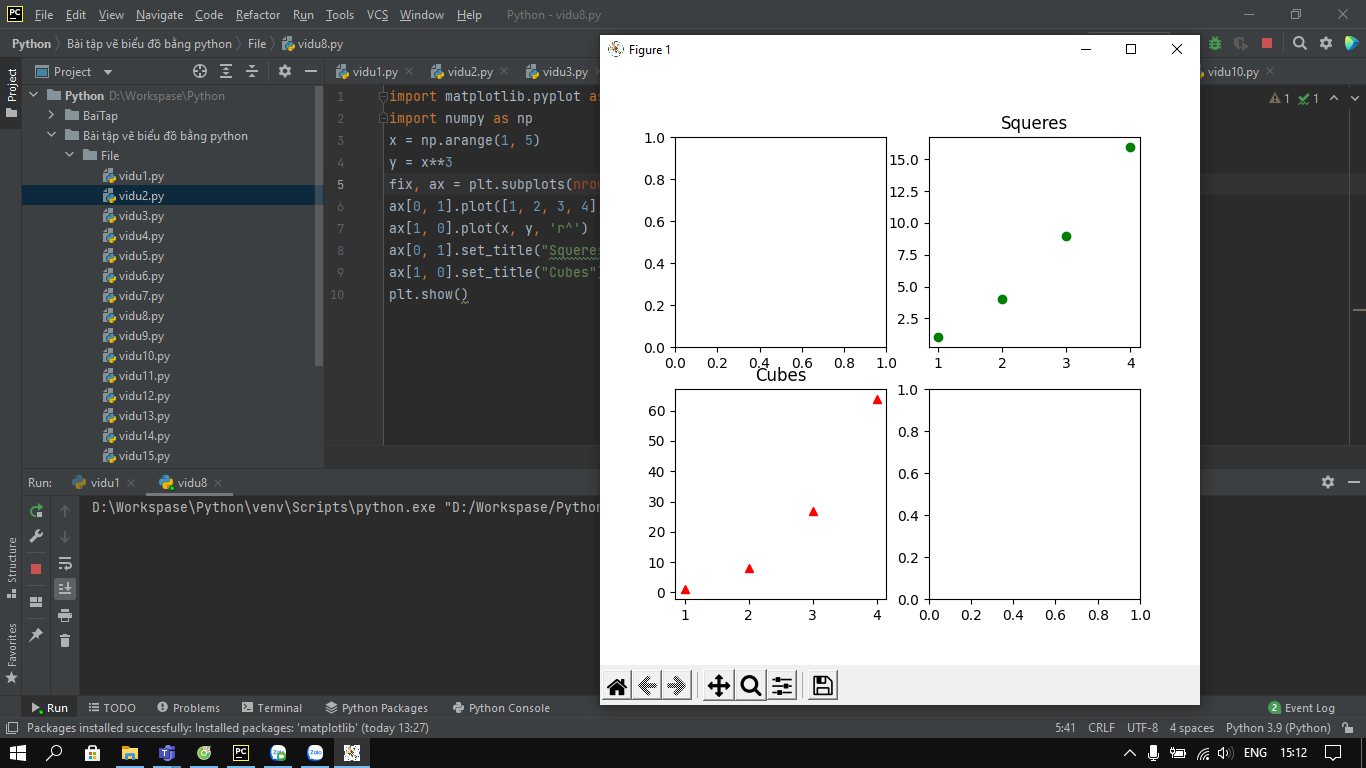 PC File Edit View Navigate Code Refactor Run Tools VCS Window Help Python - vidu8.py
Python Bài tập vẽ biểu đồ bằng python File vidu8.py
Project
Project
vidu1.py vidu2.py vidu3.py vidu10.py
Python D:\Workspase\Python
BaiTap
Bài tập vẽ biểu đồ bằng python
File
vidu1.py
vidu2.py
vidu3.py
vidu4.py
vidu5.py
vidu6.py
vidu7.py
vidu8.py
vidu9.py
vidu10.py
vidu11.py
vidu12.py
vidu13.py
vidu14.py
vidu15.py
1 import matplotlib.pyplot as
2 import numpy as np
3 x = np.arange(1, 5)
4 y = x**3
5 fix, ax = plt.subplots(nrow
6 ax[0, 1].plot([1, 2, 3, 4]
7 ax[1, 0].plot(x, y, 'r^')
8 ax[0, 1].set_title("Squeres
9 ax[1, 0].set_title("Cubes"
10 plt.show()
1 1
Figure 1
1.0
0.8
0.6
0.4
0.2
0.0
0.0 0.2 0.4 0.6 0.8 1.0
Squeres
15.0
12.5
10.0
7.5
5.0
2.5
1 2 3 4
Cubes
60
50
40
30
20
10
0
1 2 3 4
1.0
0.8
0.6
0.4
0.2
0.0
0.0 0.2 0.4 0.6 0.8 1.0
Run: vidu1 vidu8
D:\Workspase\Python\venv\Scripts\python.exe "D:/Workspase/Python
Structure
Favorites
Run TODO Problems Terminal Python Packages Python Console 2 Event Log
Packages installed successfully: Installed packages: 'matplotlib' (today 13:27) 5:41 CRLF UTF-8 4 spaces Python 3.9 (Python)
PC Zalo Zalo ENG 15:12